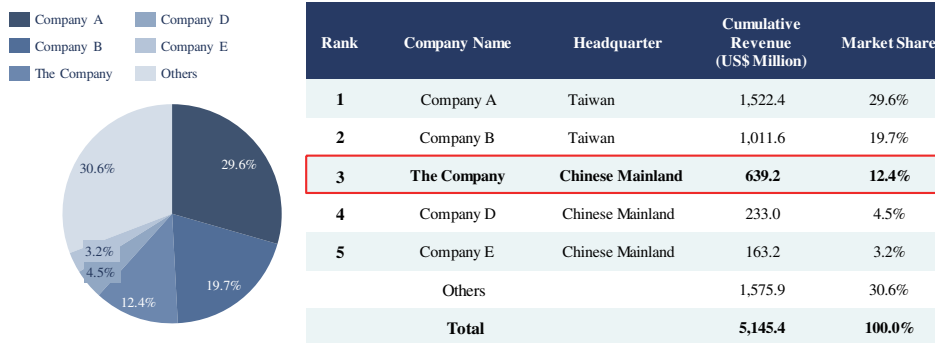 Company A
Company D
Company B
Company E
The Company
Others
29.6%
30.6%
3.2%
4.5%
12.4%
19.7%
Rank Company Name Headquarter Cumulative Revenue (US$ Million) Market Share
1 Company A Taiwan 1,522.4 29.6%
2 Company B Taiwan 1,011.6 19.7%
3 The Company Chinese Mainland 639.2 12.4%
4 Company D Chinese Mainland 233.0 4.5%
5 Company E Chinese Mainland 163.2 3.2%
Others 1,575.9 30.6%
Total 5,145.4 100.0%